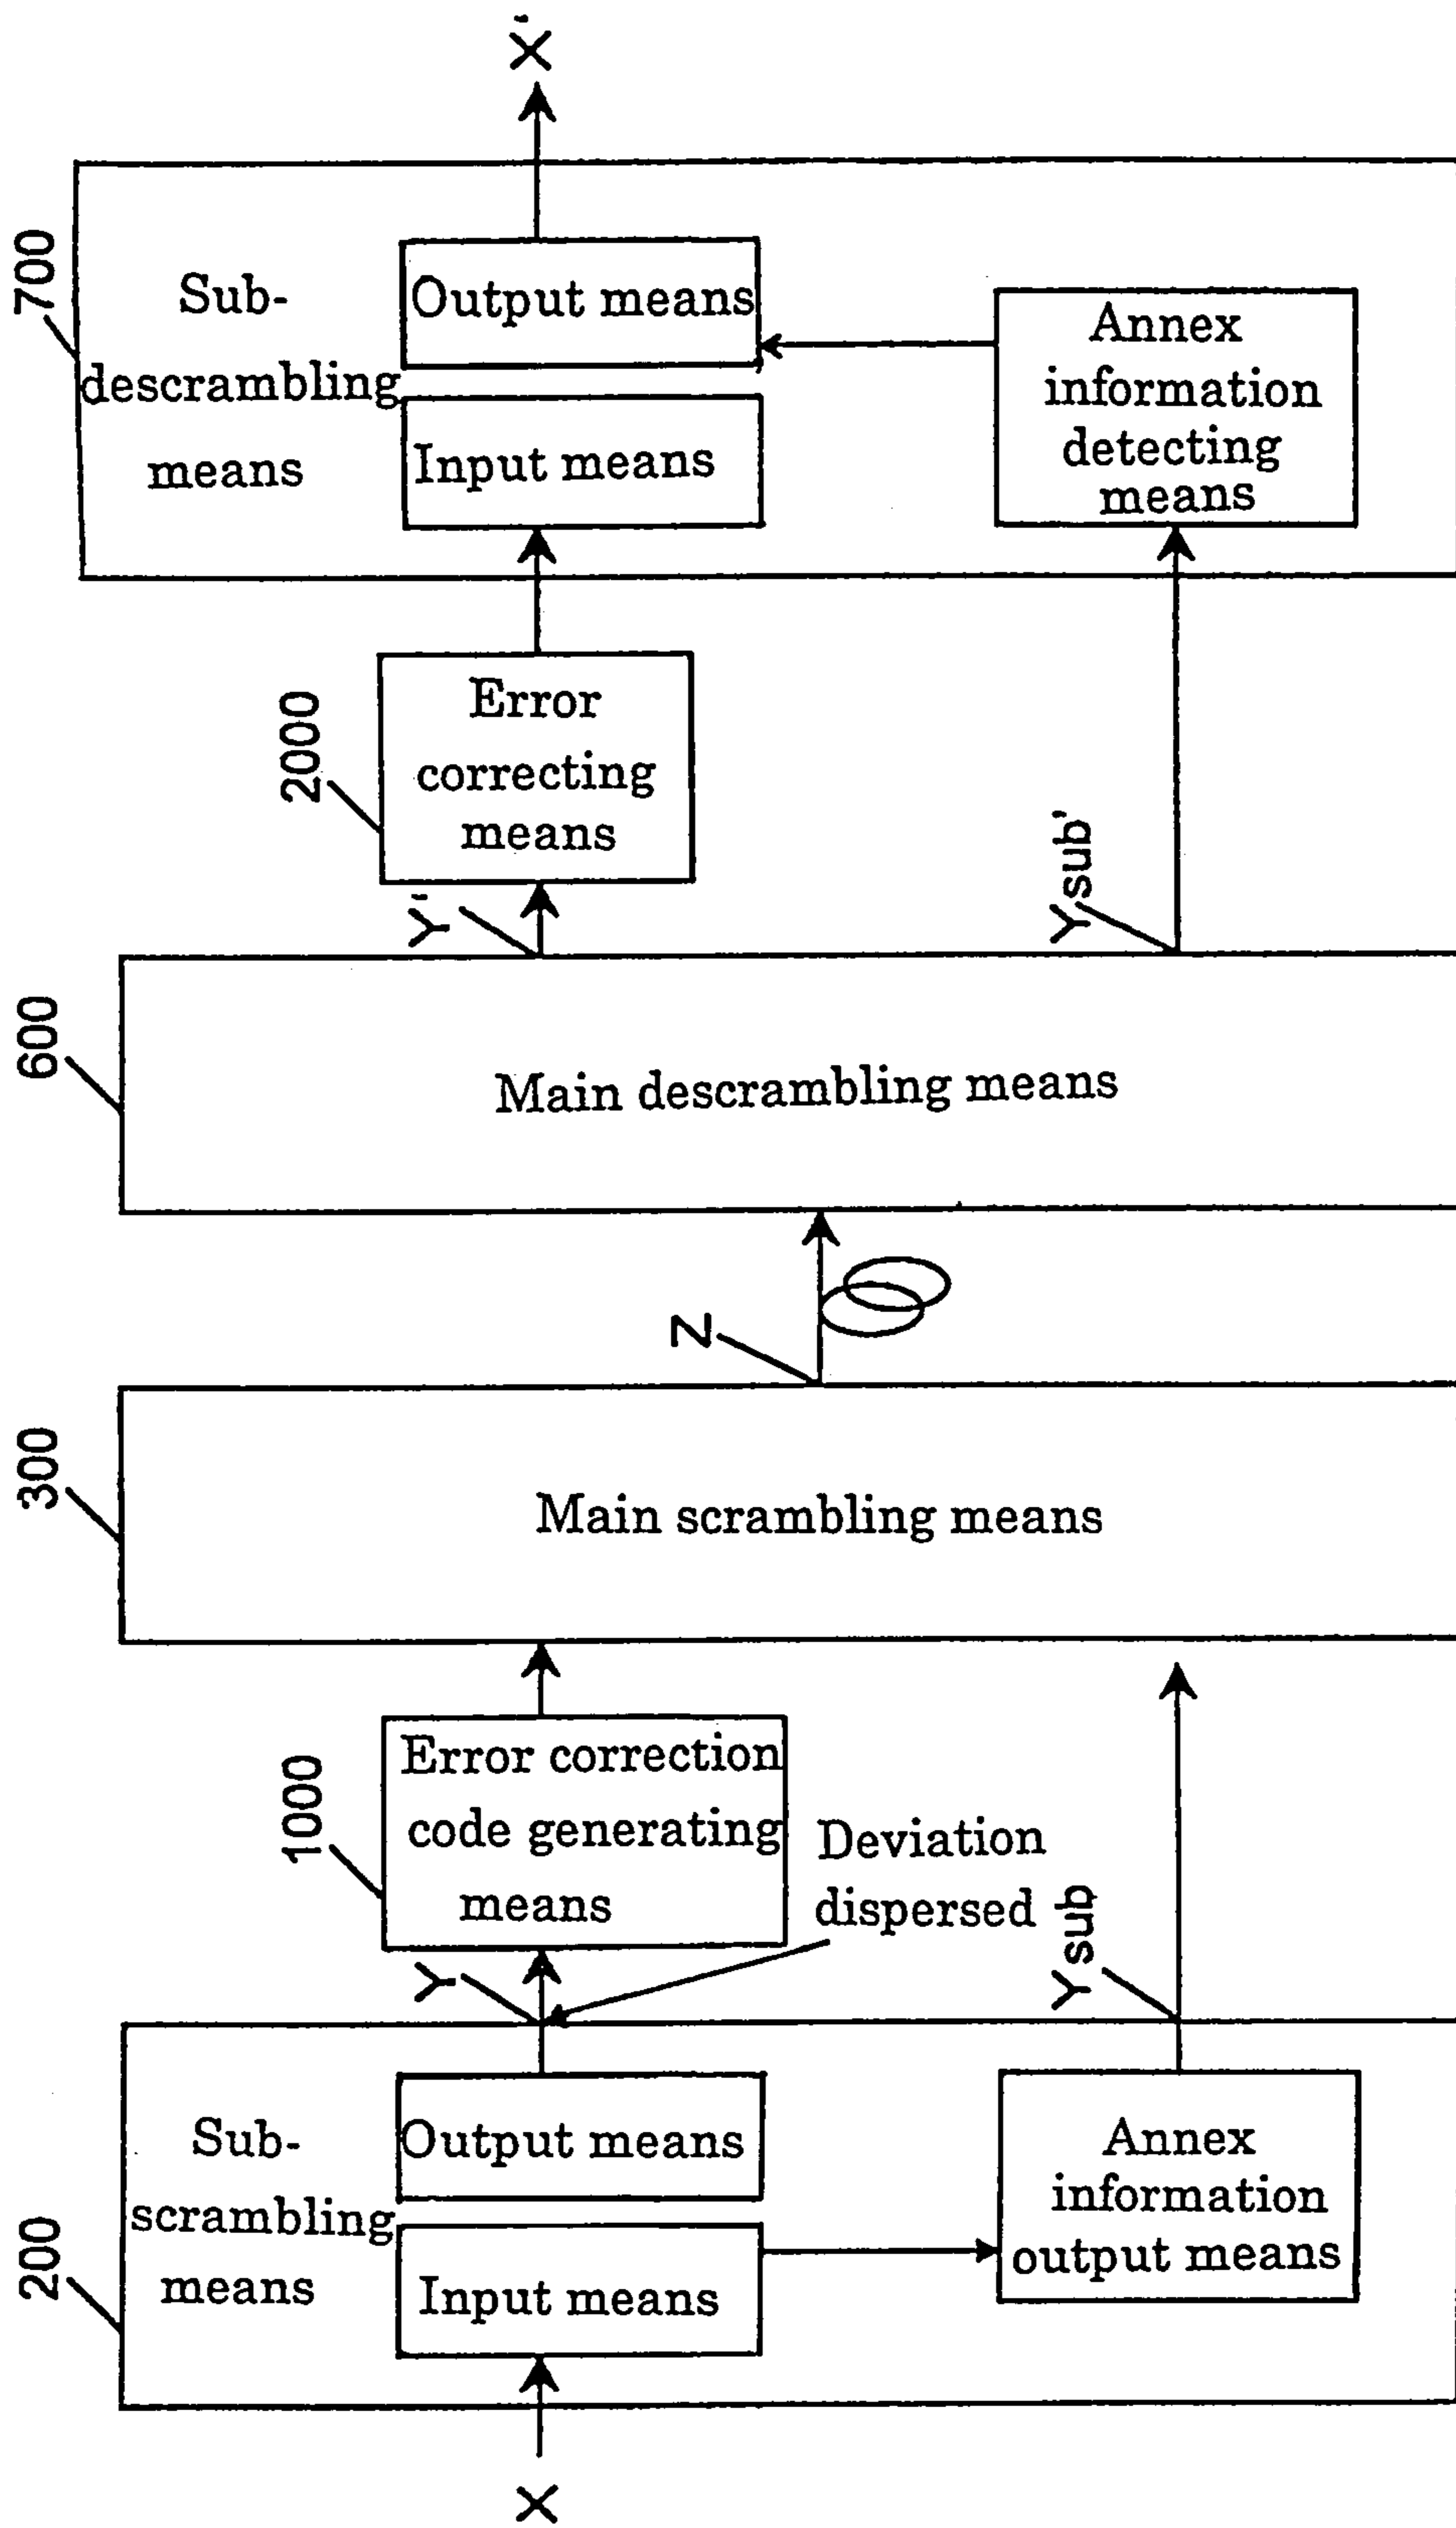 X'
700
Sub-
descrambling
means
Output means
Input means
Annex
information
detecting
means
2000
Error
correcting
means
Y'
Ysub'
600
Main descrambling means
Z
300
Main scrambling means
1000
Error correction
code generating
means
Deviation
dispersed
Y
Ysub
200
Sub-
scrambling
means
Output means
Input means
Annex
information
output means
X